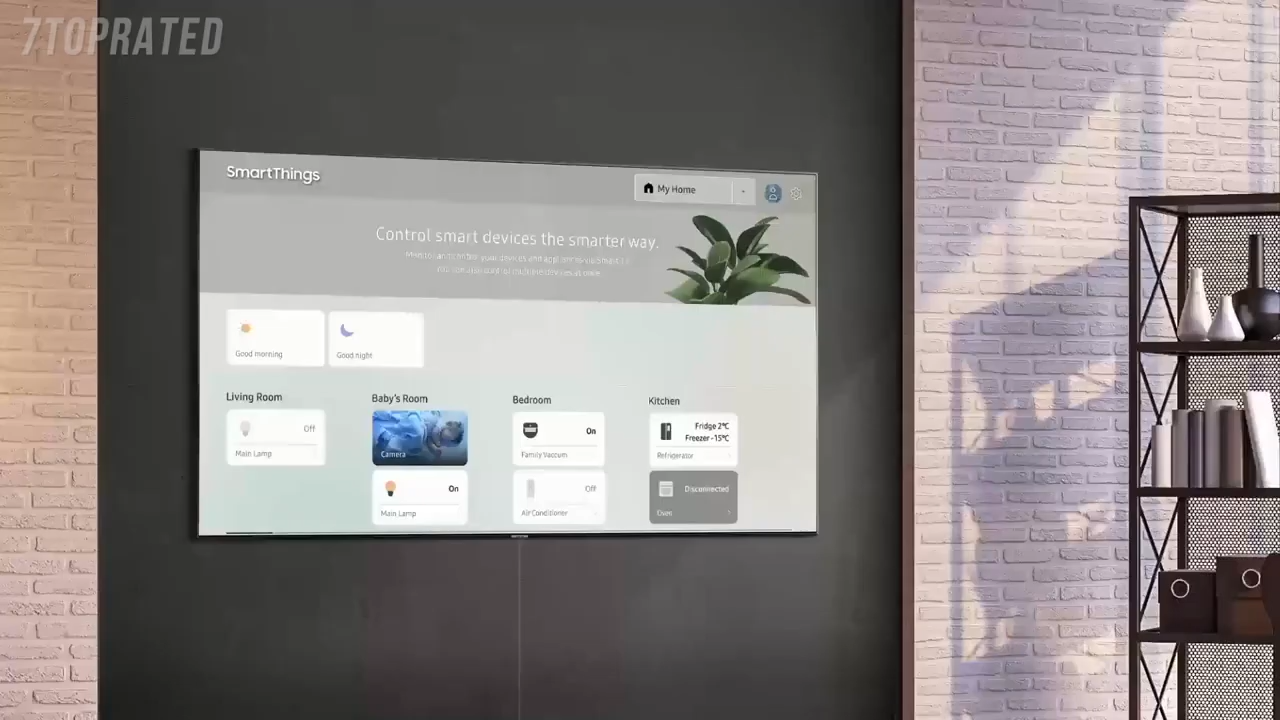 7TOPRATED
SmartThings
My Home
Control smart devices the smarter way.
Good morning
Good night
Living Room
Baby's Room
Bedroom
Kitchen
Off
Main Lamp
Camera
On
Family Vaccum
Fridge 2℃
Freezer -15℃
Refrigerator
On
Main Lamp
Off
Air Conditioner
Disconnected
Oven